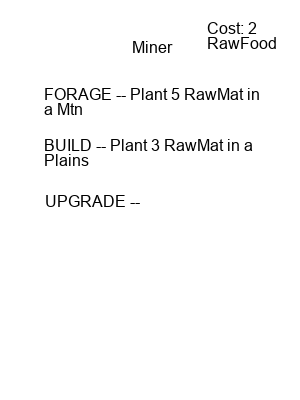 Cost: 2
RawFood
Miner
FORAGE -- Plant 5 RawMat in
a Mtn
BUILD -- Plant 3 RawMat in a
Plains
UPGRADE --